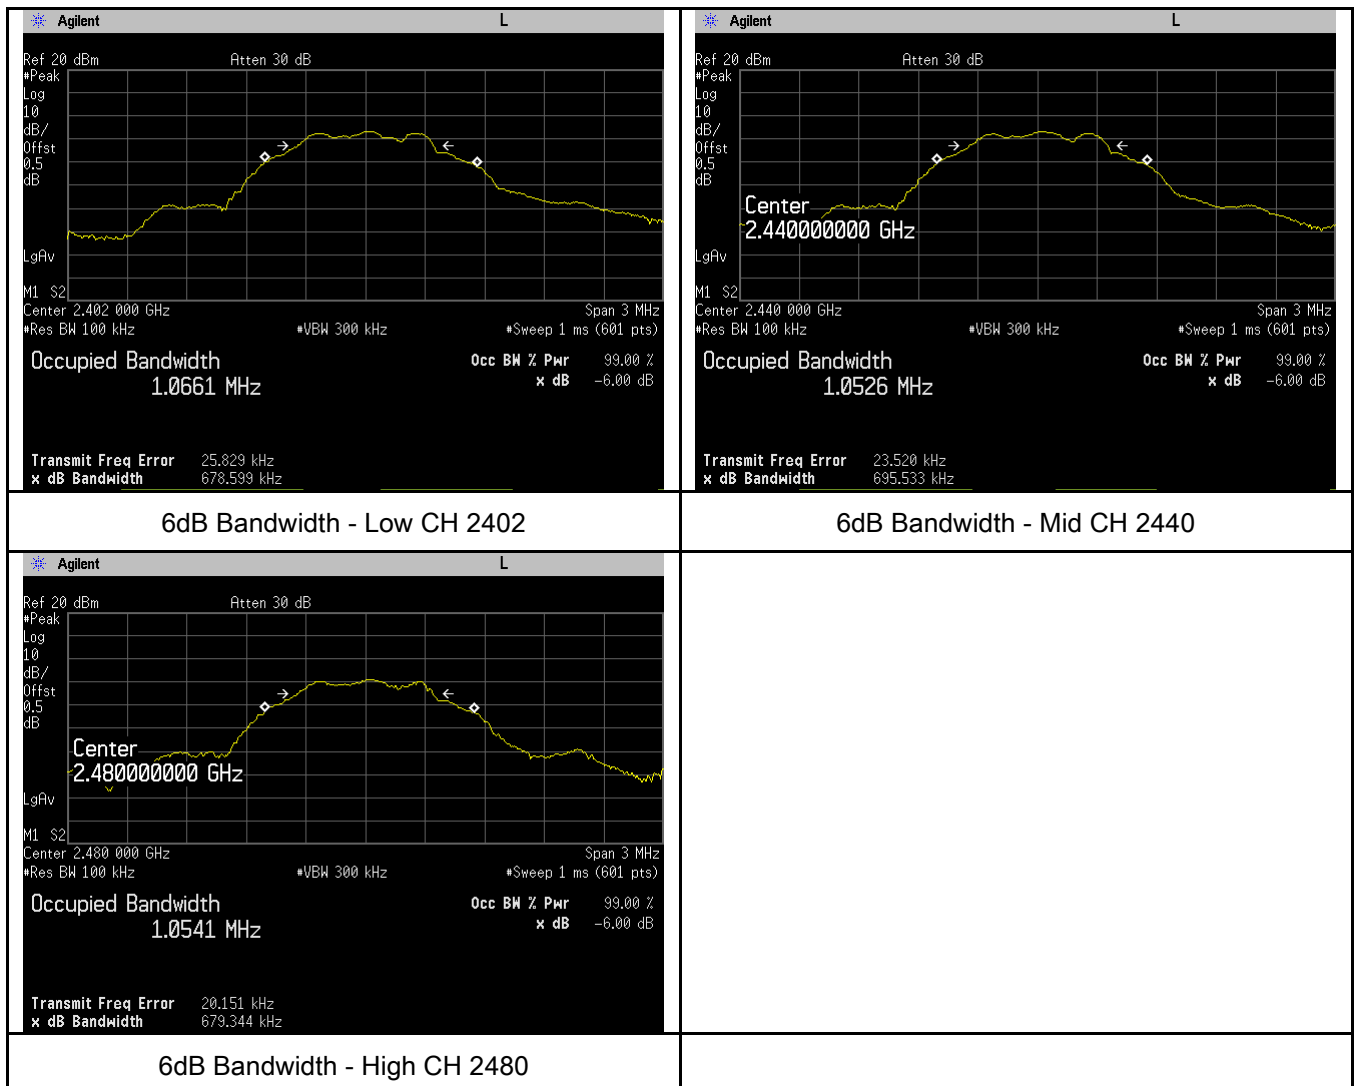 Agilent L
Ref 20 dBm Atten 30 dB
#Peak
Log
10
dB/
Offst
0.5
dB
LgAv
M1 S2
Center 2.402 000 GHz Span 3 MHz
#Res BW 100 kHz #VBW 300 kHz #Sweep 1 ms (601 pts)
Occupied Bandwidth Occ BW % Pwr 99.00 %
1.0661 MHz x dB -6.00 dB
Transmit Freq Error 25.829 kHz
x dB Bandwidth 678.599 kHz
6dB Bandwidth - Low CH 2402
Agilent L
Ref 20 dBm Atten 30 dB
#Peak
Log
10
dB/
Offst
0.5
dB
Center
2.440000000 GHz
LgAv
M1 S2
Center 2.440 000 GHz Span 3 MHz
#Res BW 100 kHz #VBW 300 kHz #Sweep 1 ms (601 pts)
Occupied Bandwidth Occ BW % Pwr 99.00 %
1.0526 MHz x dB -6.00 dB
Transmit Freq Error 23.520 kHz
x dB Bandwidth 695.533 kHz
6dB Bandwidth - Mid CH 2440
Agilent L
Ref 20 dBm Atten 30 dB
#Peak
Log
10
dB/
Offst
0.5
dB
Center
2.480000000 GHz
LgAv
M1 S2
Center 2.480 000 GHz Span 3 MHz
#Res BW 100 kHz #VBW 300 kHz #Sweep 1 ms (601 pts)
Occupied Bandwidth Occ BW % Pwr 99.00 %
1.0541 MHz x dB -6.00 dB
Transmit Freq Error 20.151 kHz
x dB Bandwidth 679.344 kHz
6dB Bandwidth - High CH 2480